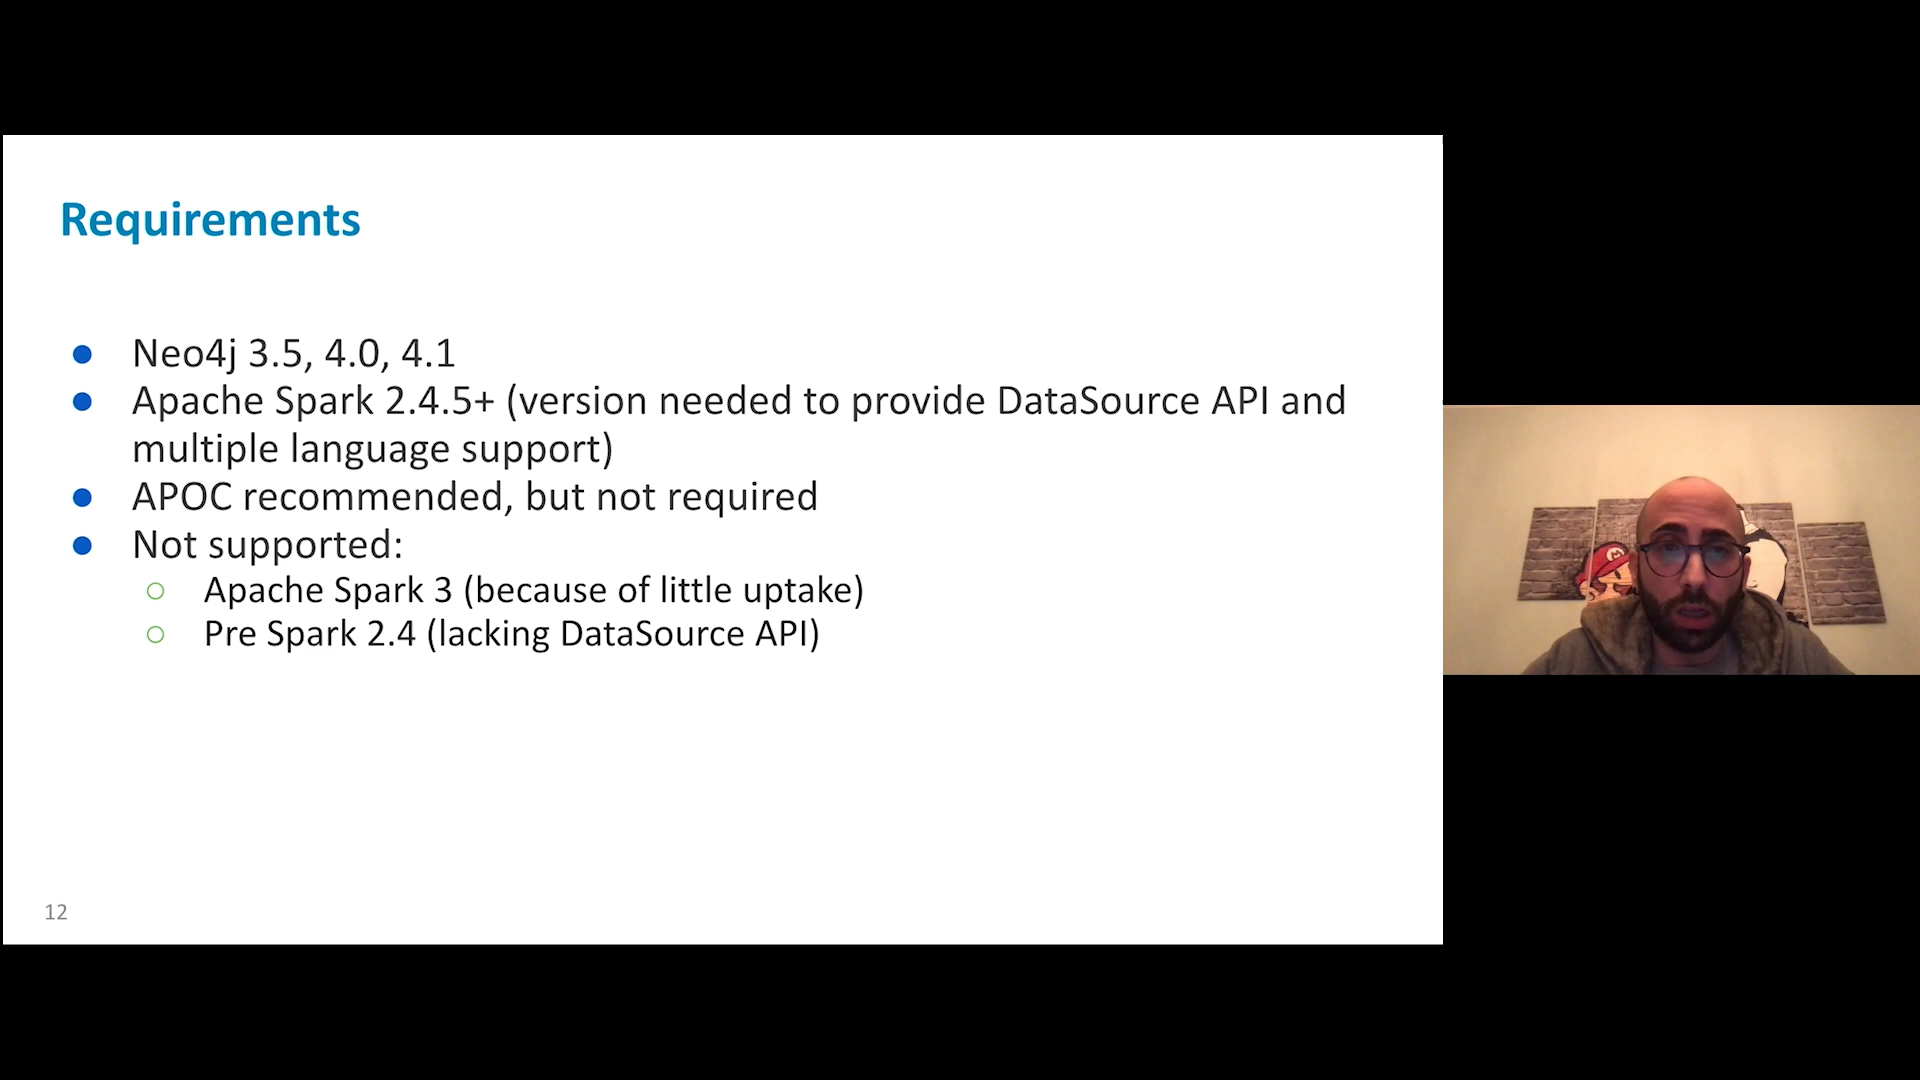 Requirements
● Neo4j 3.5, 4.0, 4.1
● Apache Spark 2.4.5+ (version needed to provide DataSource API and
multiple language support)
● APOC recommended, but not required
● Not supported:
○ Apache Spark 3 (because of little uptake)
○ Pre Spark 2.4 (lacking DataSource API)
12